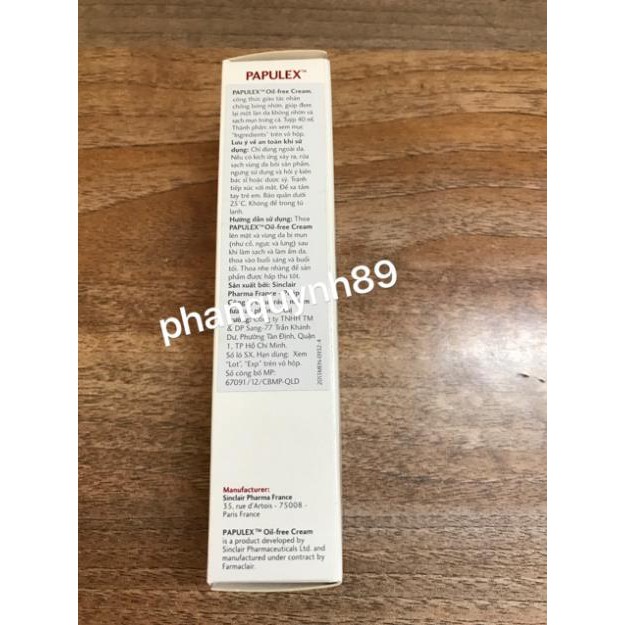 PAPULEX™
PAPULEX™ Oil-free Cream,
công thức giàu tác nhân
chống bóng nhờn, giúp đem
lại một làn da không nhờn và
sạch mụn trứng cá. Tuýp 40 ml.
Thành phần: xin xem mục
"Ingredients" trên vỏ hộp.
Lưu ý về an toàn khi sử
dụng: Chỉ dùng ngoài da.
Nếu có kích ứng xảy ra, rửa
sạch vùng da bôi sản phẩm,
ngưng sử dụng và hỏi ý kiến
bác sĩ hoặc dược sỹ. Tránh
tiếp xúc với mắt. Để xa tầm
tay trẻ em. Bảo quản dưới
25°C. Không để trong tủ
lạnh.
Hướng dẫn sử dụng: Thoa
PAPULEX™ Oil-free Cream
lên mặt và vùng da bị mụn
(như cổ, ngực và lưng) sau
khi làm sạch và làm ẩm da,
thoa vào buổi sáng và buổi
tối. Thoa nhẹ nhàng để sản
phẩm được hấp thu tốt.
Sản xuất bởi: Sinclair
Pharma France - Pháp
TNHH TM
& DP Sang-77 Trần Khánh
Dư, Phường Tân Định, Quận
1, TP Hồ Chí Minh.
Số lô SX, Hạn dùng: Xem
"Lot", "Exp" trên vỏ hộp.
Số công bố MP:
67091/12/CBMP-QLD
phanquynh89
Manufacturer:
Sinclair Pharma France
35, rue d'Artois - 75008 -
Paris France
PAPULEX™ Oil-free Cream
is a product developed by
Sinclair Pharmaceuticals Ltd. and
manufactured under contract by
Farmaclair.